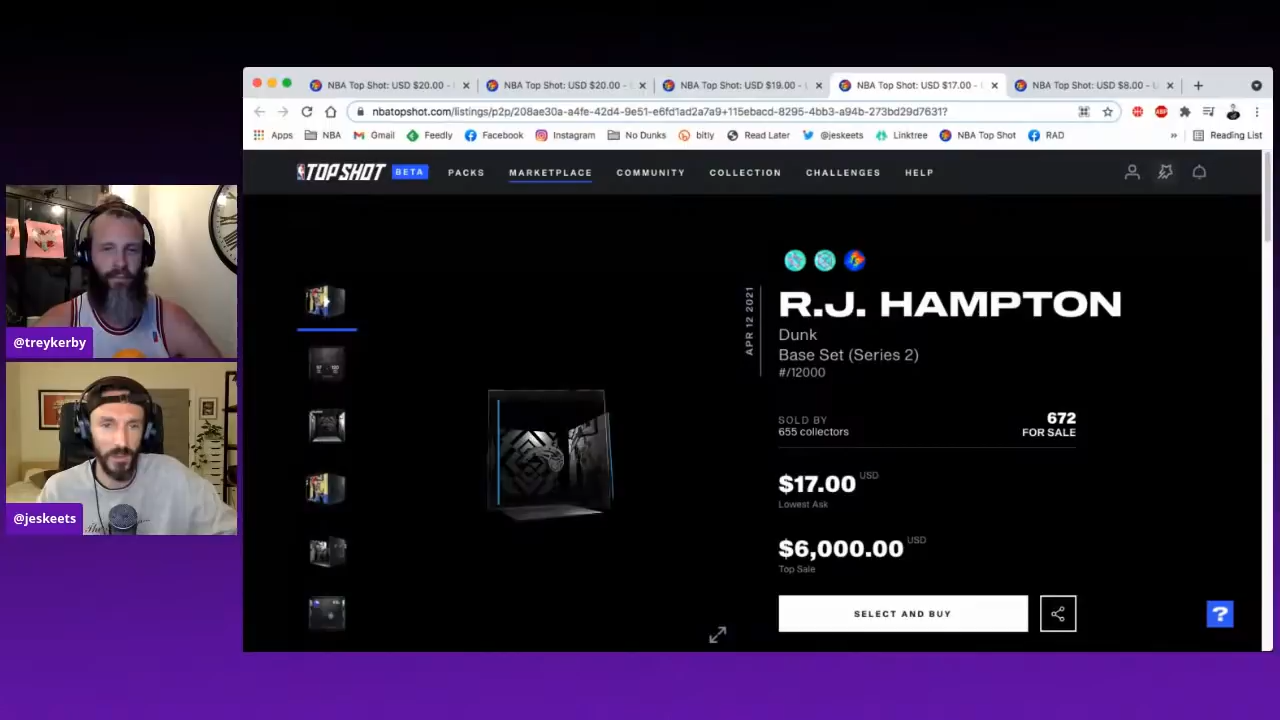 NBA Top Shot: USD $20.00 -
NBA Top Shot: USD $20.00 -
NBA Top Shot: USD $19.00 -
NBA Top Shot: USD $17.00 -
NBA Top Shot: USD $8.00 -
nbatopshot.com/listings/p2p/208ae30a-a4fe-42d4-9e51-e6fd1ad2a7a9+115ebacd-8295-4bb3-a94b-273bd29d7631?
Apps
NBA
Gmail
Feedly
Facebook
Instagram
No Dunks
bitly
Read Later
@jeskeets
Linktree
NBA Top Shot
RAD
»
Reading List
TOP SHOT
BETA
PACKS
MARKETPLACE
COMMUNITY
COLLECTION
CHALLENGES
HELP
APR 12 2021
R.J. HAMPTON
Dunk
Base Set (Series 2)
#/12000
SOLD BY
655 collectors
672
FOR SALE
$17.00 USD
Lowest Ask
$6,000.00 USD
Top Sale
SELECT AND BUY
?
@treykerby
@jeskeets